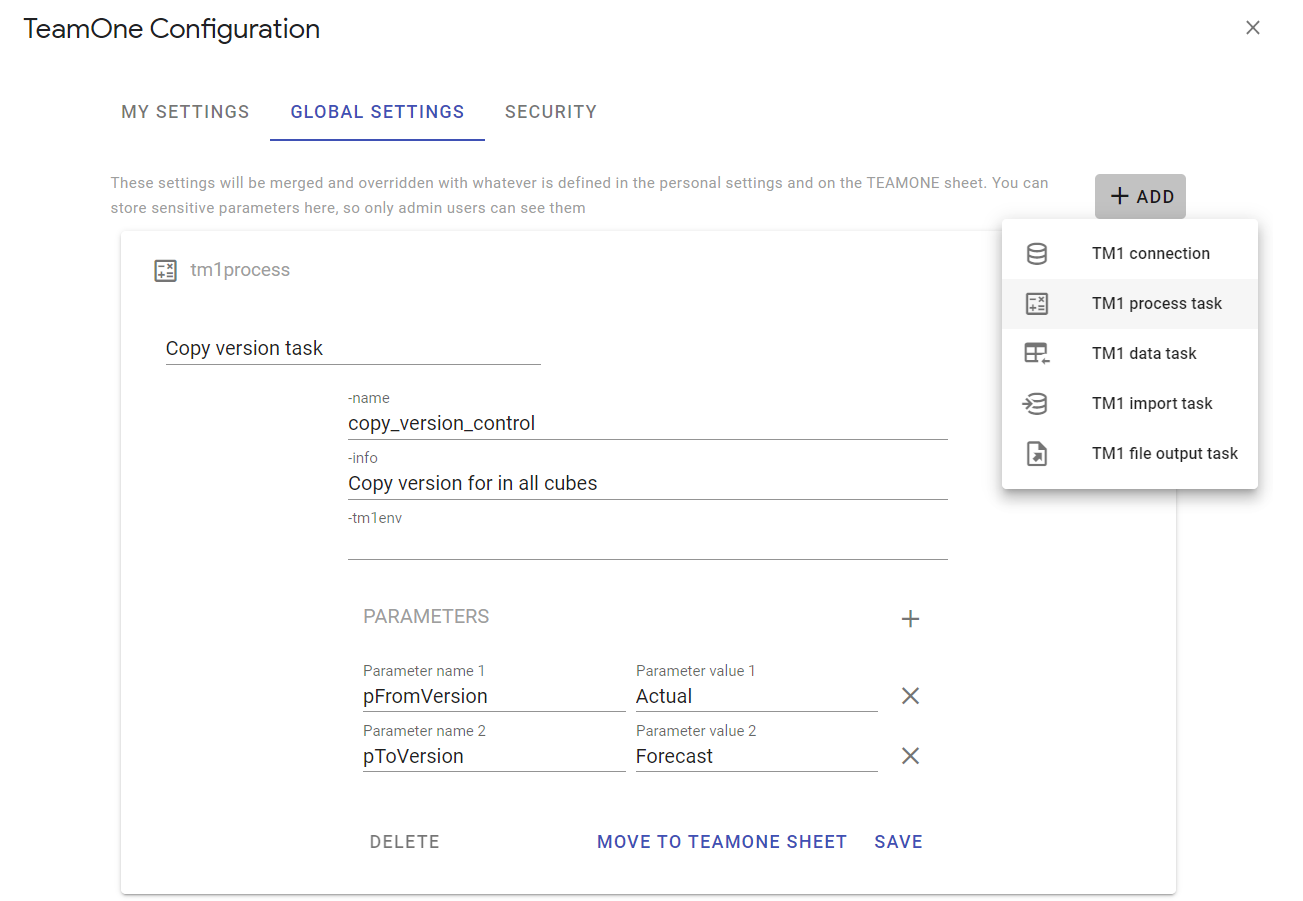 TeamOne Configuration
MY SETTINGS GLOBAL SETTINGS SECURITY
These settings will be merged and overridden with whatever is defined in the personal settings and on the TEAMONE sheet. You can
store sensitive parameters here, so only admin users can see them
ADD
TM1 connection
TM1 process task
TM1 data task
TM1 import task
TM1 file output task
tm1process
Copy version task
-name
copy_version_control
-info
Copy version for in all cubes
-tm1env
PARAMETERS
Parameter name 1 Parameter value 1
pFromVersion Actual
Parameter name 2 Parameter value 2
pToVersion Forecast
DELETE MOVE TO TEAMONE SHEET SAVE